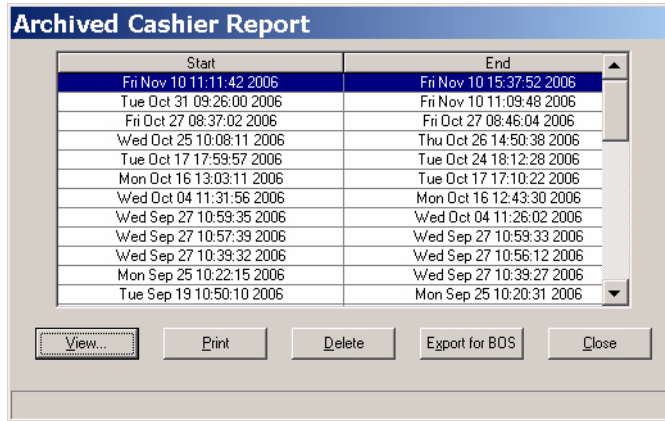 Archived Cashier Report
Start End
Fri Nov 10 11:11:42 2006 Fri Nov 10 15:37:52 2006
Tue Oct 31 09:26:00 2006 Fri Nov 10 11:09:48 2006
Fri Oct 27 08:37:02 2006 Fri Oct 27 08:46:04 2006
Wed Oct 25 10:08:11 2006 Thu Oct 26 14:50:38 2006
Tue Oct 17 17:59:57 2006 Tue Oct 24 18:12:28 2006
Mon Oct 16 13:03:11 2006 Tue Oct 17 17:10:22 2006
Wed Oct 04 11:31:56 2006 Mon Oct 16 12:43:30 2006
Wed Sep 27 10:59:35 2006 Wed Oct 04 11:26:02 2006
Wed Sep 27 10:57:39 2006 Wed Sep 27 10:59:33 2006
Wed Sep 27 10:39:32 2006 Wed Sep 27 10:56:12 2006
Mon Sep 25 10:22:15 2006 Wed Sep 27 10:39:27 2006
Tue Sep 19 10:50:10 2006 Mon Sep 25 10:20:31 2006
View... Print Delete Export for BOS Close